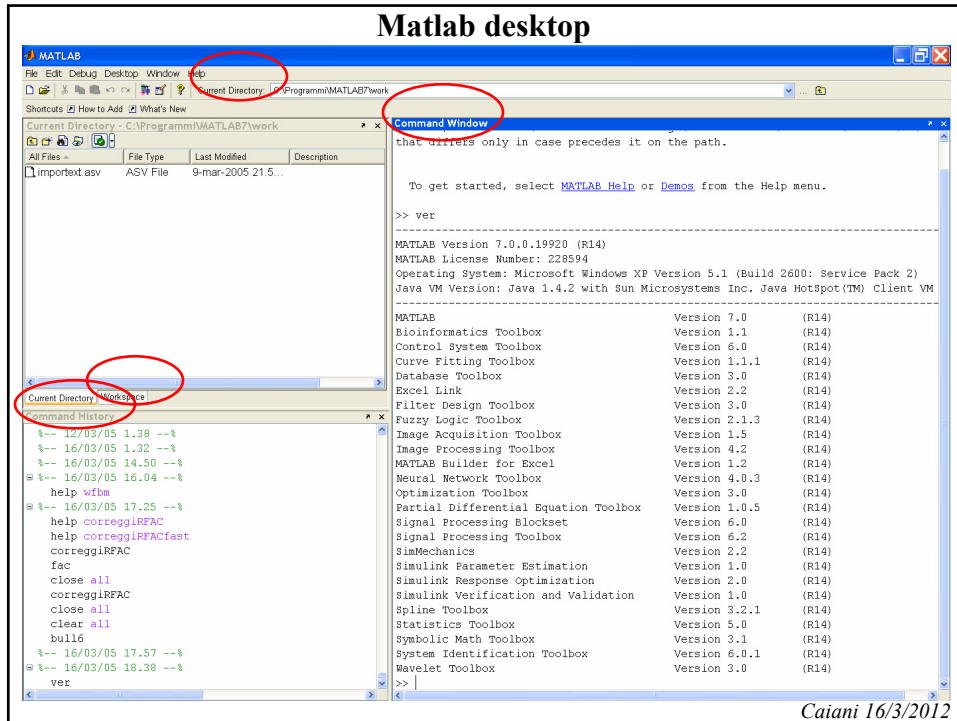 Matlab desktop
MATLAB
File Edit Debug Desktop Window Help
Current Directory: C:\Programmi\MATLAB7\work
Shortcuts How to Add What's New
Current Directory - C:\Programmi\MATLAB7\work
All Files File Type Last Modified Description
importext.asv ASV File 9-mar-2005 21.5...
Current Directory Workspace
Command History
%-- 12/03/05 1.38 --%
%-- 16/03/05 1.32 --%
%-- 16/03/05 14.50 --%
%-- 16/03/05 16.04 --%
help wfbm
%-- 16/03/05 17.25 --%
help correggiRFAC
help correggiRFACfast
correggiRFAC
fac
close all
correggiRFAC
close all
clear all
bull6
%-- 16/03/05 17.57 --%
%-- 16/03/05 18.38 --%
ver
Command Window
that differs only in case precedes it on the path.
To get started, select MATLAB Help or Demos from the Help menu.
>> ver
MATLAB Version 7.0.0.19920 (R14)
MATLAB License Number: 228594
Operating System: Microsoft Windows XP Version 5.1 (Build 2600: Service Pack 2)
Java VM Version: Java 1.4.2 with Sun Microsystems Inc. Java HotSpot(TM) Client VM
MATLAB Version 7.0 (R14)
Bioinformatics Toolbox Version 1.1 (R14)
Control System Toolbox Version 6.0 (R14)
Curve Fitting Toolbox Version 1.1.1 (R14)
Database Toolbox Version 3.0 (R14)
Excel Link Version 2.2 (R14)
Filter Design Toolbox Version 3.0 (R14)
Fuzzy Logic Toolbox Version 2.1.3 (R14)
Image Acquisition Toolbox Version 1.5 (R14)
Image Processing Toolbox Version 4.2 (R14)
MATLAB Builder for Excel Version 1.2 (R14)
Neural Network Toolbox Version 4.0.3 (R14)
Optimization Toolbox Version 3.0 (R14)
Partial Differential Equation Toolbox Version 1.0.5 (R14)
Signal Processing Blockset Version 6.0 (R14)
Signal Processing Toolbox Version 6.2 (R14)
SimMechanics Version 2.2 (R14)
Simulink Parameter Estimation Version 1.0 (R14)
Simulink Response Optimization Version 2.0 (R14)
Simulink Verification and Validation Version 1.0 (R14)
Spline Toolbox Version 3.2.1 (R14)
Statistics Toolbox Version 5.0 (R14)
Symbolic Math Toolbox Version 3.1 (R14)
System Identification Toolbox Version 6.0.1 (R14)
Wavelet Toolbox Version 3.0 (R14)
>>
Caiani 16/3/2012